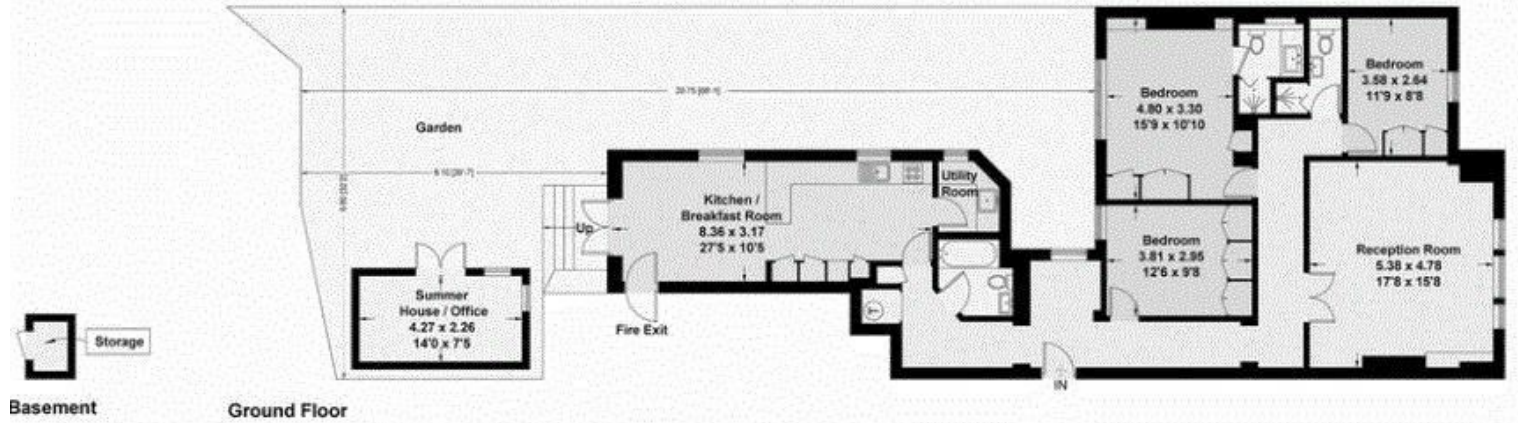 Garden
Bedroom
4.80 x 3.30
15'9 x 10'10
Bedroom
3.58 x 2.64
11'9 x 8'8
Utility
Room
Kitchen /
Breakfast Room
8.36 x 3.17
27'5 x 10'5
Up
Bedroom
3.81 x 2.95
12'6 x 9'8
Reception Room
5.38 x 4.78
17'8 x 15'8
Summer
House / Office
4.27 x 2.26
14'0 x 7'5
Fire Exit
T
Storage
IN
Basement
Ground Floor